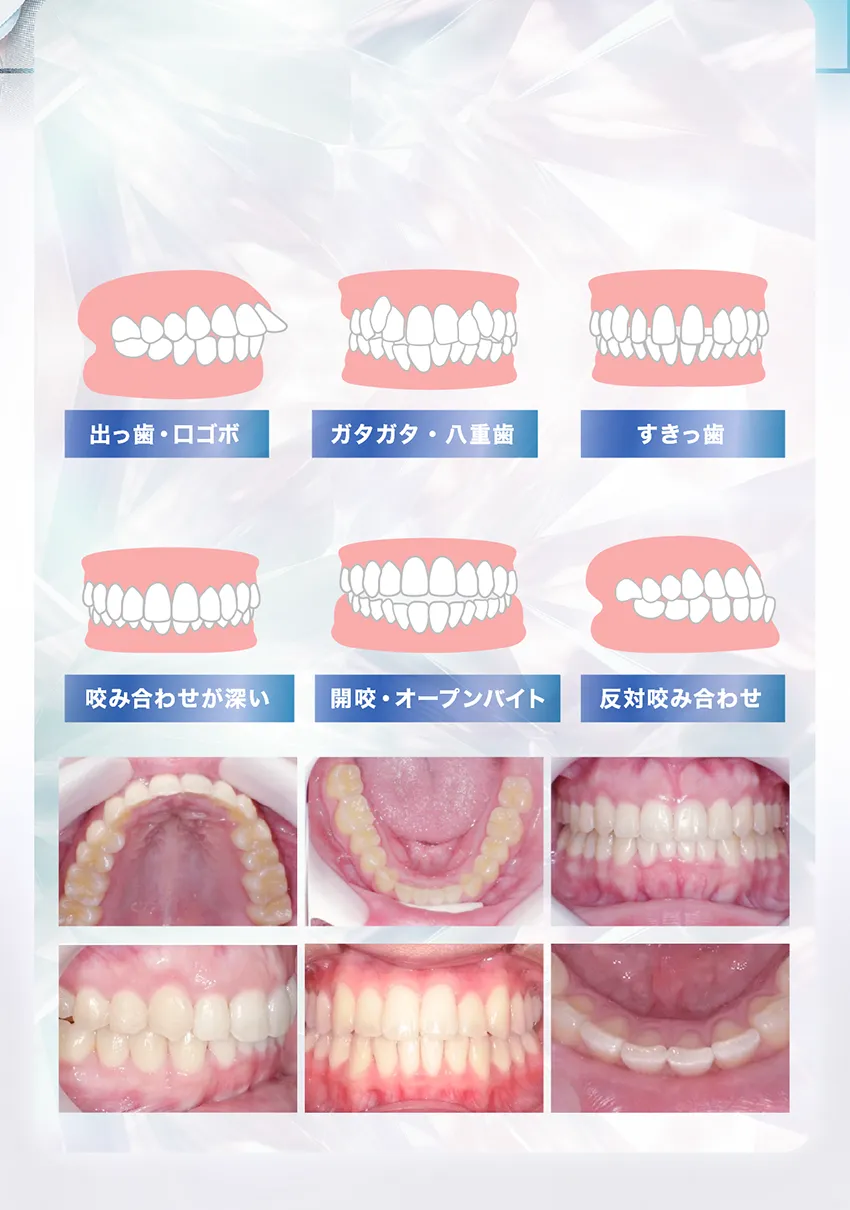 出っ歯・口ゴボ
ガタガタ・八重歯
すきっ歯
咬み合わせが深い
開咬・オープンバイト
反対咬み合わせ